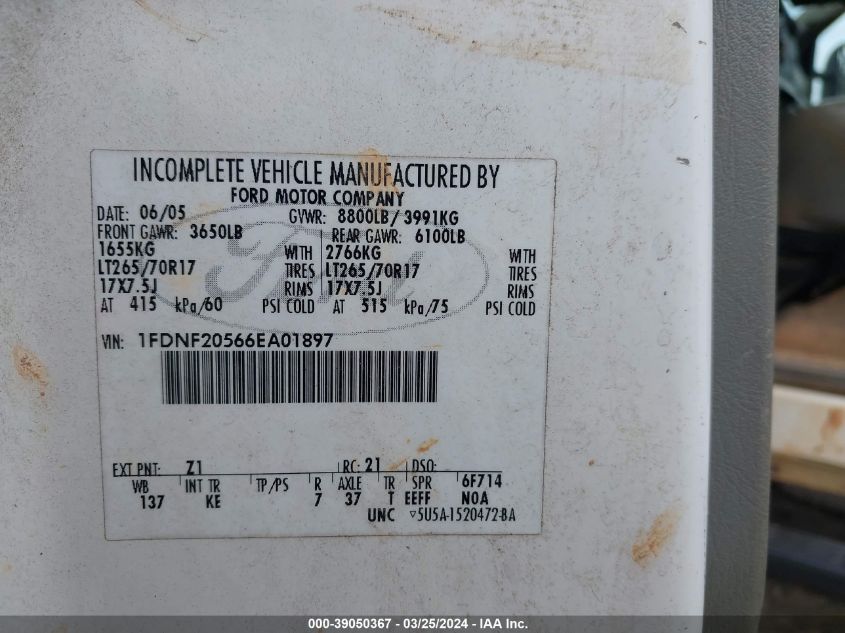 INCOMPLETE VEHICLE MANUFACTURED BY
FORD MOTOR COMPANY
DATE: 06/05 GVWR: 8800LB/ 3991KG
FRONT GAWR: 3650LB REAR GAWR: 6100LB
1655KG WITH 2766KG WITH
LT265/70R17 TIRES LT265/70R17 TIRES
17X7.5J RIMS 17X7.5J RIMS
AT 415 kPa/60 PSI COLD AT 515 kPa/75 PSI COLD
Ford
VIN: 1FDNF20566EA01897
EXT PNT: Z1 RC: 21 DSO:
WB INT TR TP/PS R AXLE TR SPR 6F714
137 KE 7 37 T EEFF NOA
UNC ▽5U5A-1520472-BA
000-39050367 - 03/25/2024 - IAA Inc.